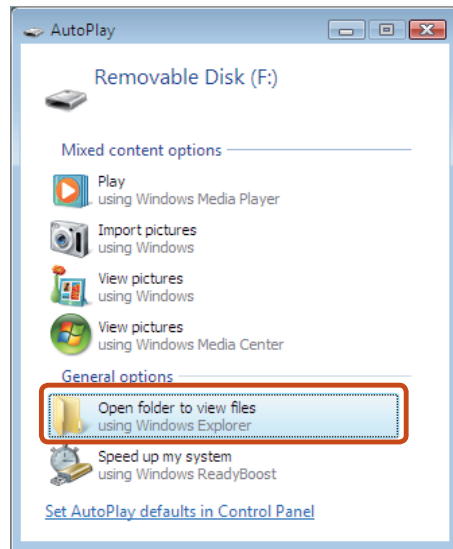 AutoPlay
Removable Disk (F:)
Mixed content options
Play
using Windows Media Player
Import pictures
using Windows
View pictures
using Windows
View pictures
using Windows Media Center
General options
Open folder to view files
using Windows Explorer
Speed up my system
using Windows ReadyBoost
Set AutoPlay defaults in Control Panel